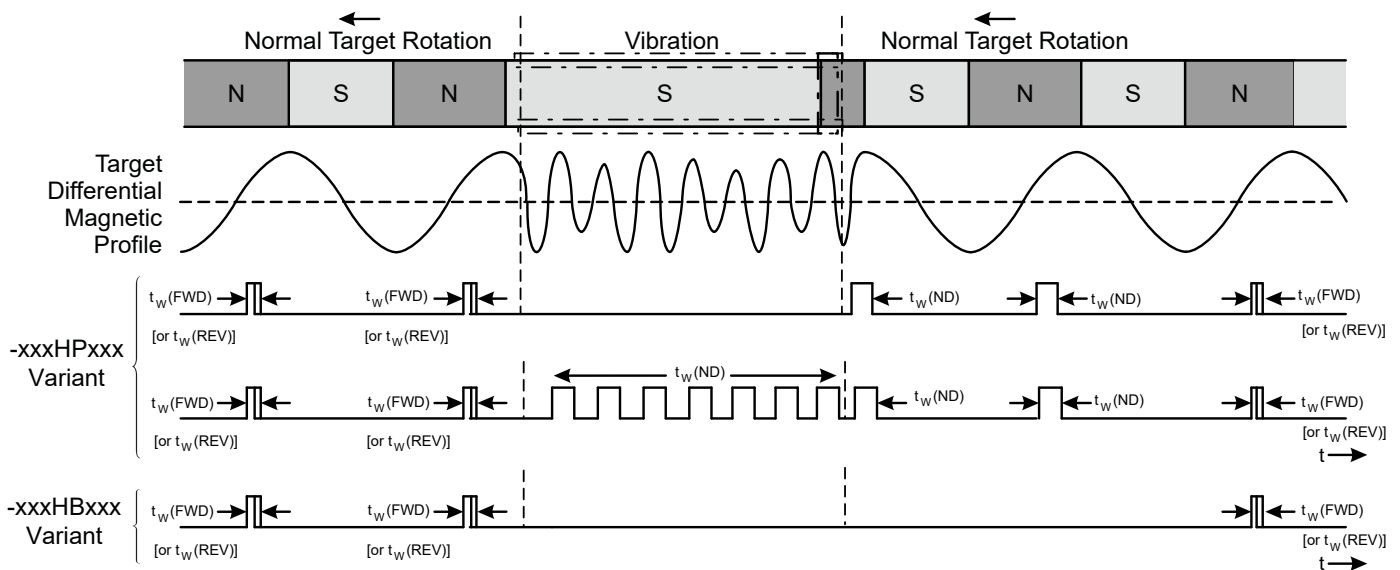 Normal Target Rotation Vibration Normal Target Rotation
N S N S S N S N
Target
Differential
Magnetic
Profile
-xxxHPxxx
Variant
tW(FWD) tW(FWD) tW(ND) tW(ND) tW(FWD)
[or tW(REV)] [or tW(REV)] [or tW(REV)]
tW(ND)
tW(FWD) tW(FWD) tW(ND) tW(ND) tW(FWD)
[or tW(REV)] [or tW(REV)] [or tW(REV)]
t
-xxxHBxxx
Variant
tW(FWD) tW(FWD) tW(FWD)
[or tW(REV)] [or tW(REV)] [or tW(REV)]
t